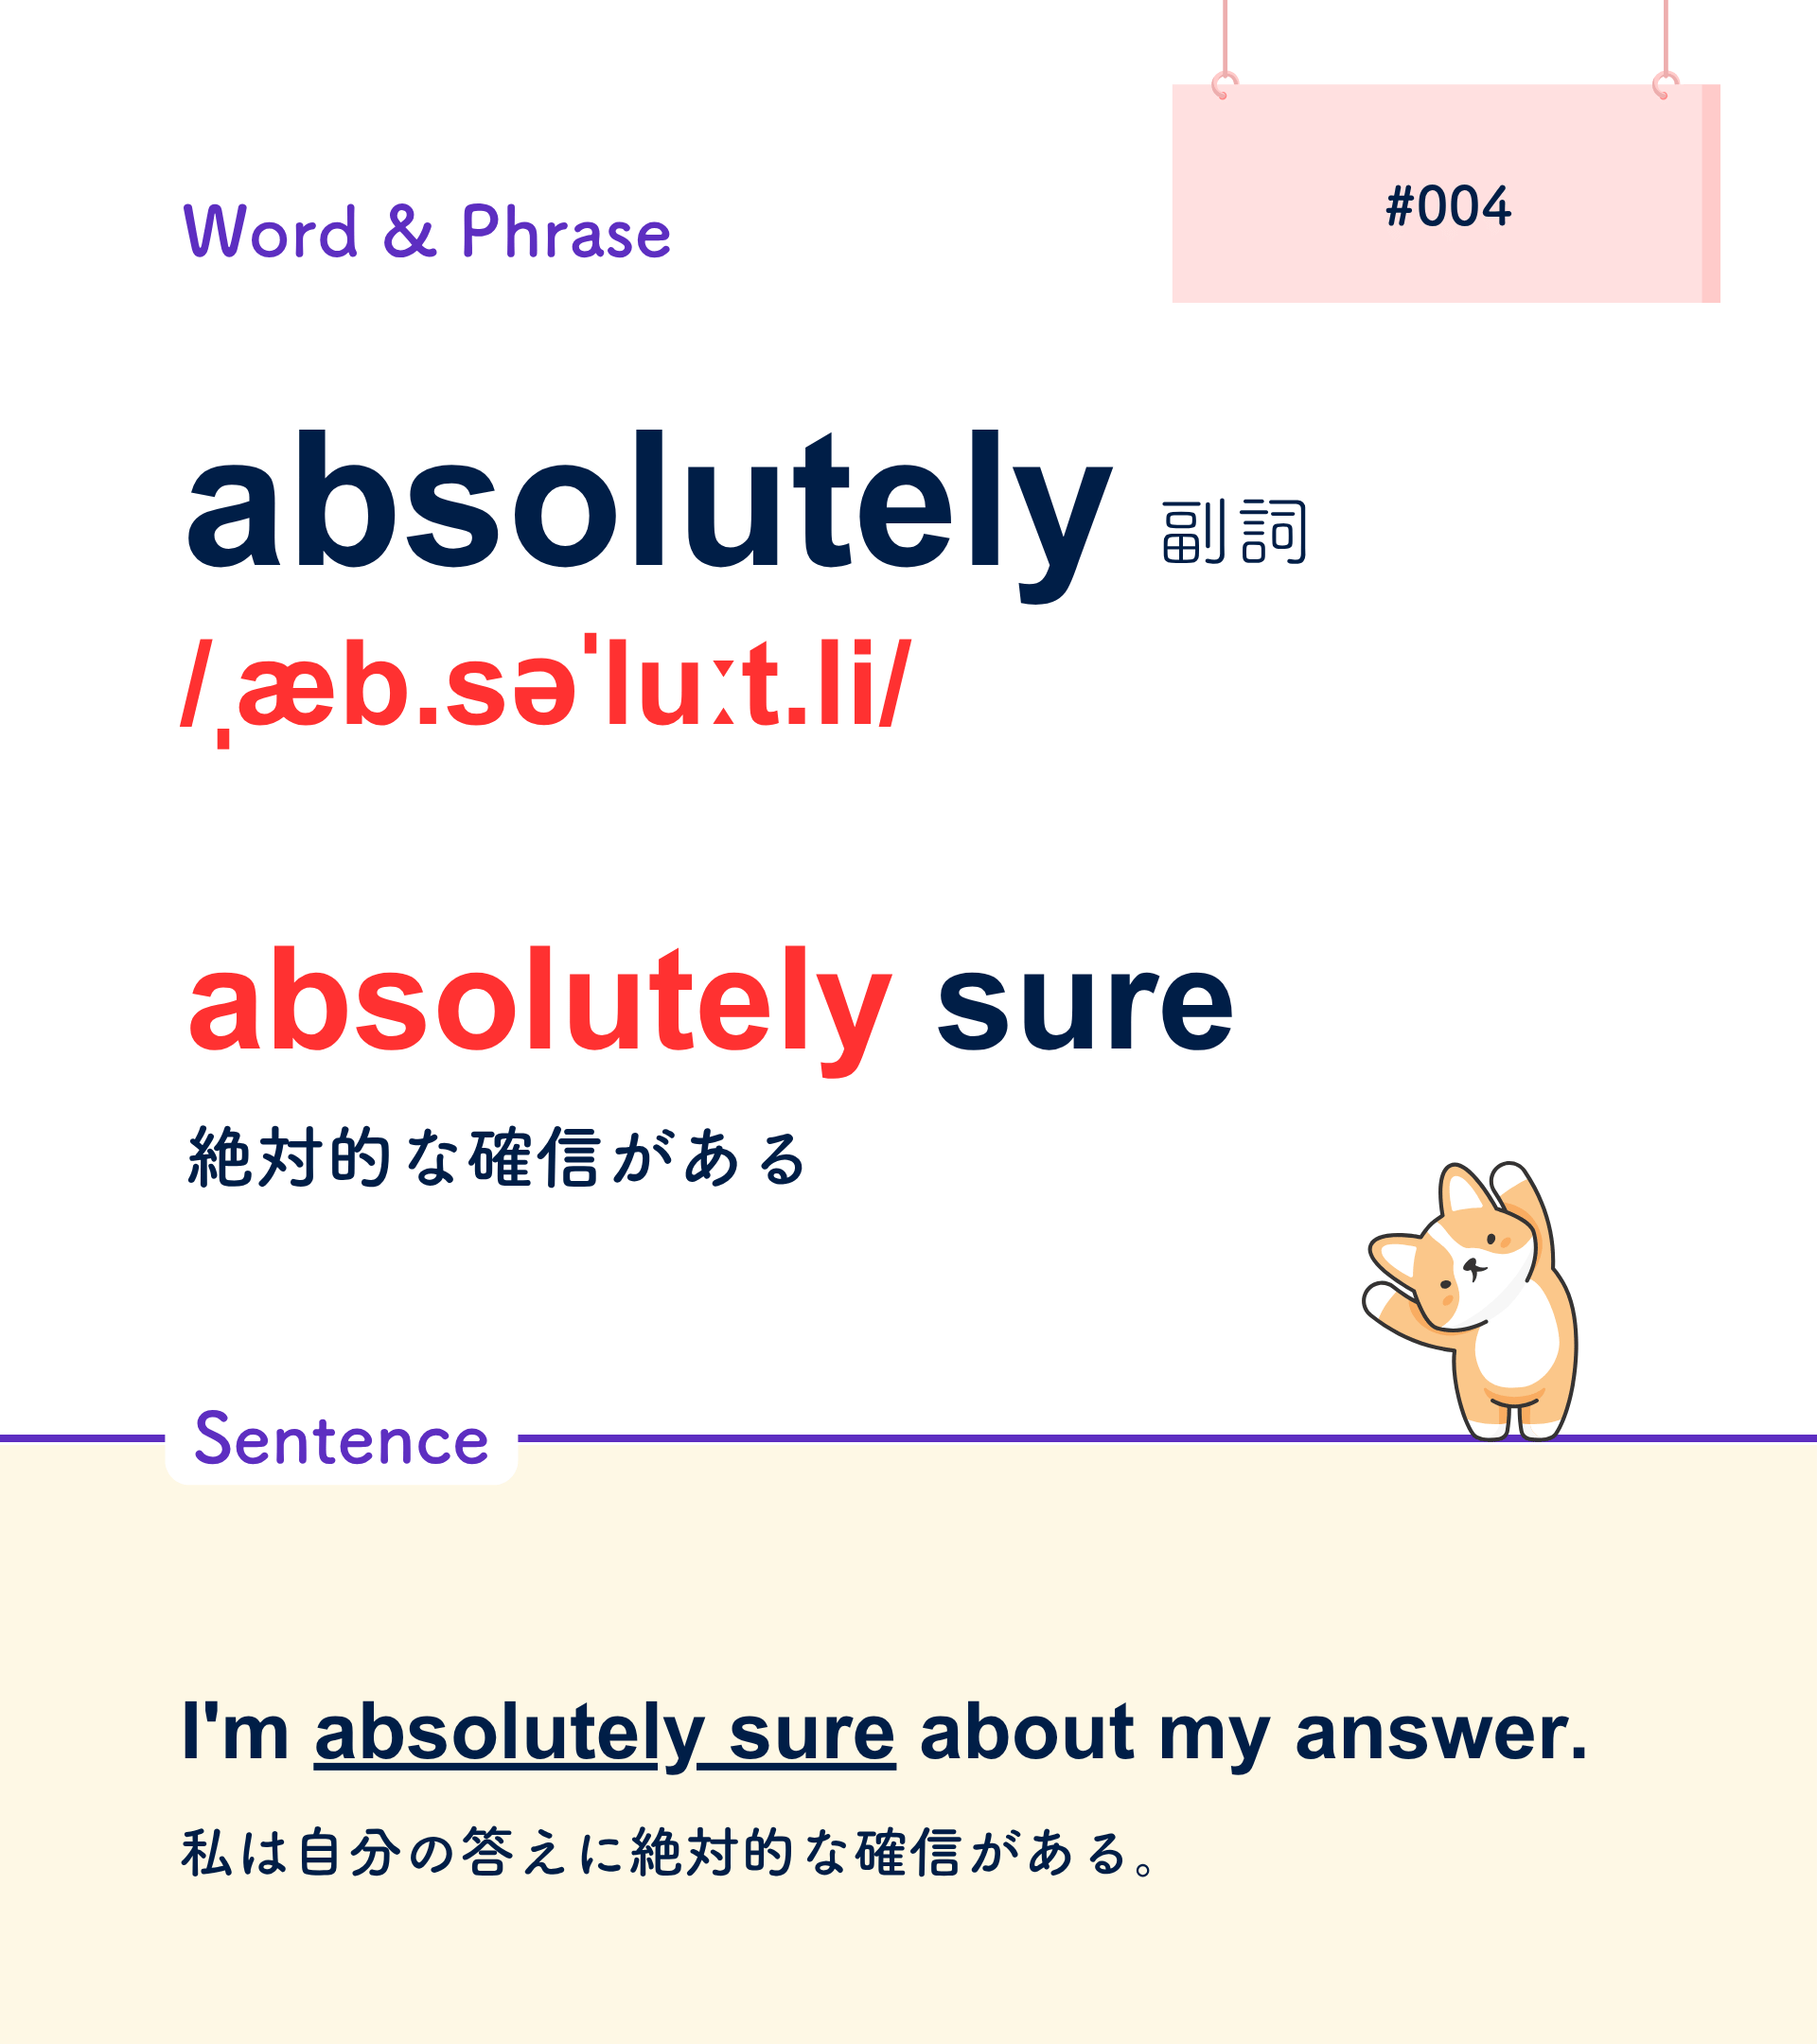 Word & Phrase
#004
absolutely 副詞
/ˌæb.səˈluːt.li/
absolutely sure
絶対的な確信がある
Sentence
I'm absolutely sure about my answer.
私は自分の答えに絶対的な確信がある。